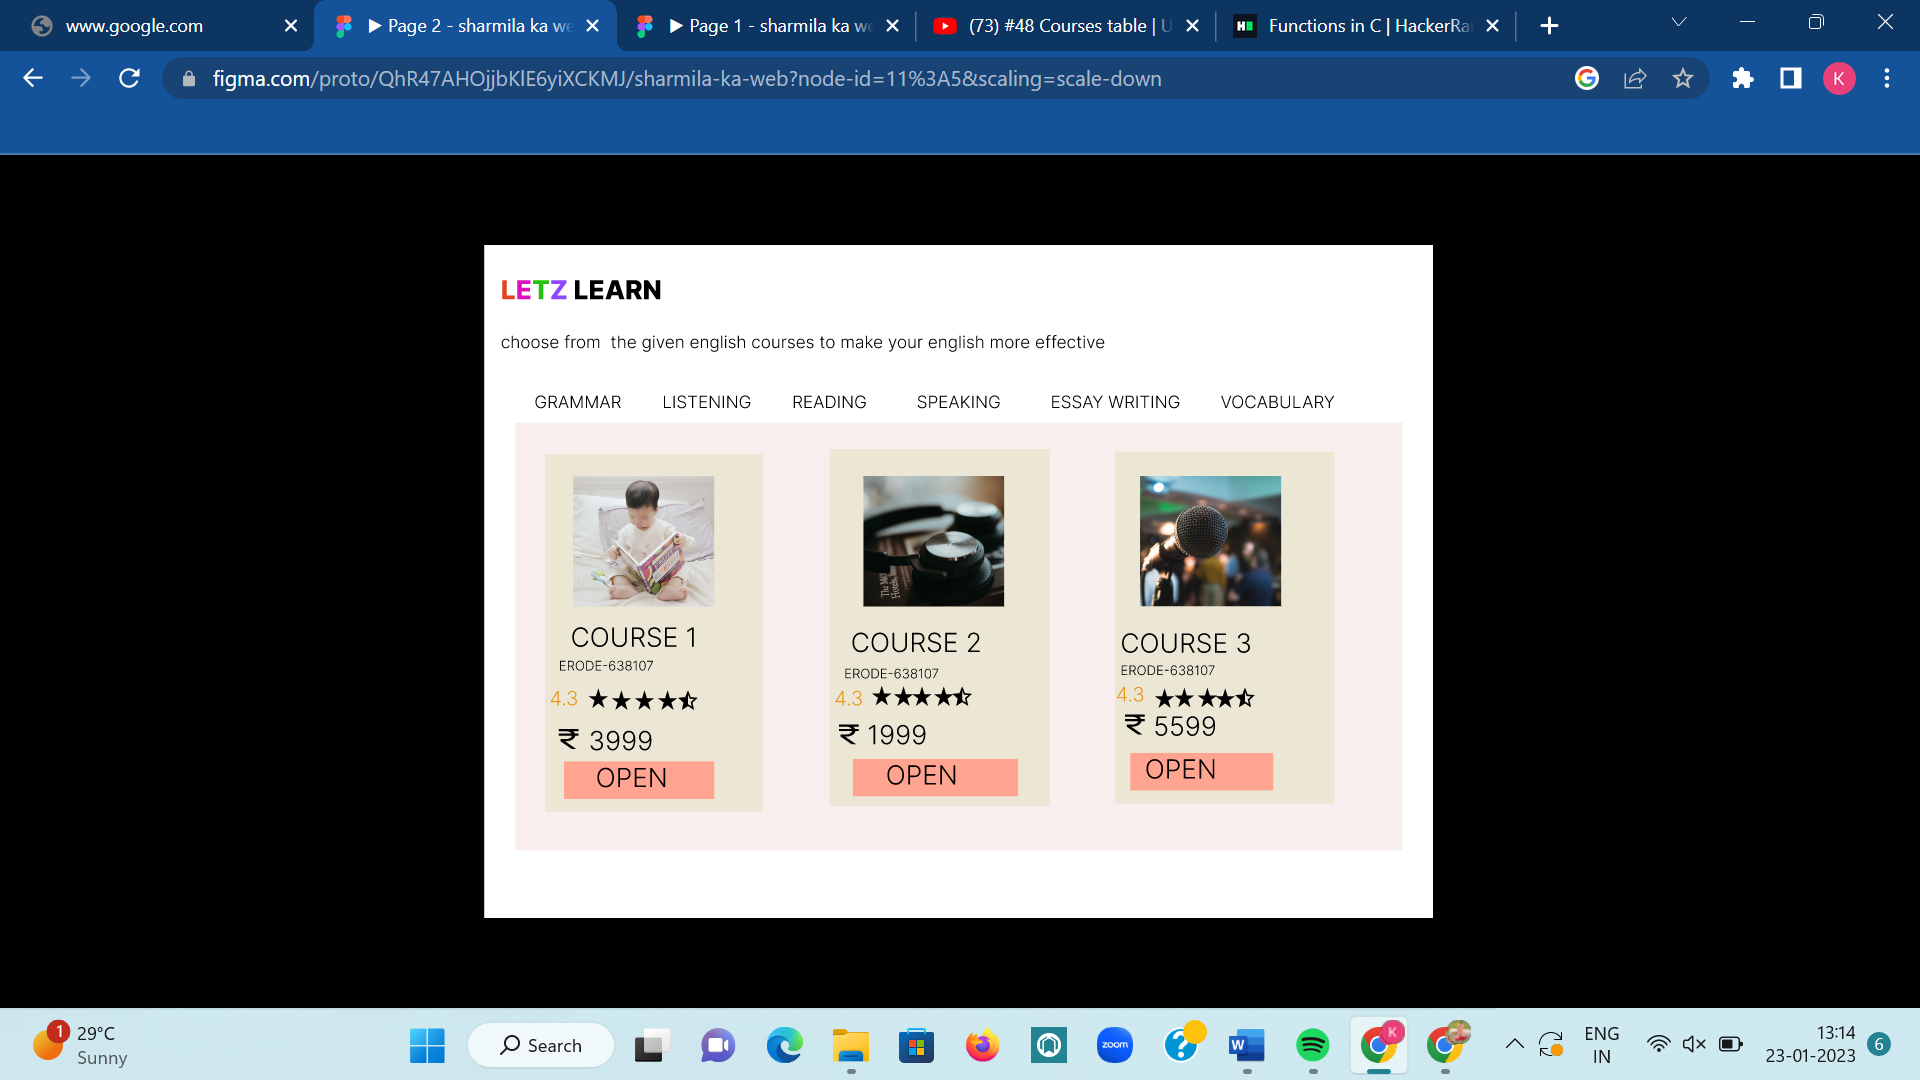 www.google.com
Page 2 - sharmila ka we
Page 1 - sharmila ka we
(73) #48 Courses table | U
Functions in C | HackerRa
figma.com/proto/QhR47AHOjjbKlE6yiXCKMJ/sharmila-ka-web?node-id=11%3A5&scaling=scale-down
K
LETZ LEARN
choose from the given english courses to make your english more effective
GRAMMAR LISTENING READING SPEAKING ESSAY WRITING VOCABULARY
COURSE 1
ERODE-638107
4.3
₹ 3999
OPEN
COURSE 2
ERODE-638107
4.3
₹ 1999
OPEN
COURSE 3
ERODE-638107
4.3
₹ 5599
OPEN
1
29°C
Sunny
Search
zoom
W
K
ENG
IN
13:14
23-01-2023
6